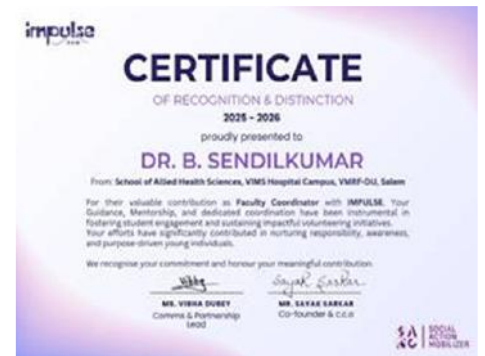 impulse
CERTIFICATE
OF RECOGNITION & DISTINCTION
2025 - 2026
proudly presented to
DR. B. SENDILKUMAR
From: School of Allied Health Sciences, VIMS Hospital Campus, VMRF-DU, Salem
For their valuable contribution as Faculty Coordinator with IMPULSE. Your
Guidance, Mentorship, and dedicated coordination have been instrumental in
fostering student engagement and sustaining impactful volunteering initiatives.
Your efforts have significantly contributed in nurturing responsibility, awareness,
and purpose-driven young individuals.
We recognise your commitment and honour your meaningful contribution
Sayak Sarkar
MS. VIBHA DUBEY
MR. SAYAK SARKAR
Comms & Partnership
Lead
Co-founder & c.c.o
SOCIAL
ACTION
MOBILIZER